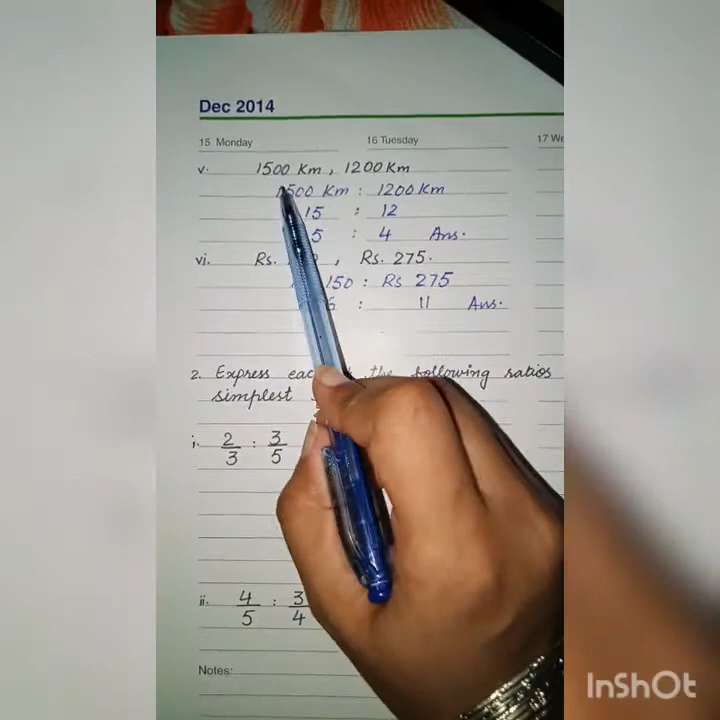 Dec 2014
15 Monday 16 Tuesday 17 We
v. 1500 Km , 1200 Km
500 Km : 1200 Km
15 : 12
5 : 4 Ans.
vi. Rs. , Rs. 275.
150 : Rs 275
6 : 11 Ans.
2. Express the following ratios
simplest
i. 2/3 : 3/5
ii. 4/5 : 3/4
Notes:
InShOt